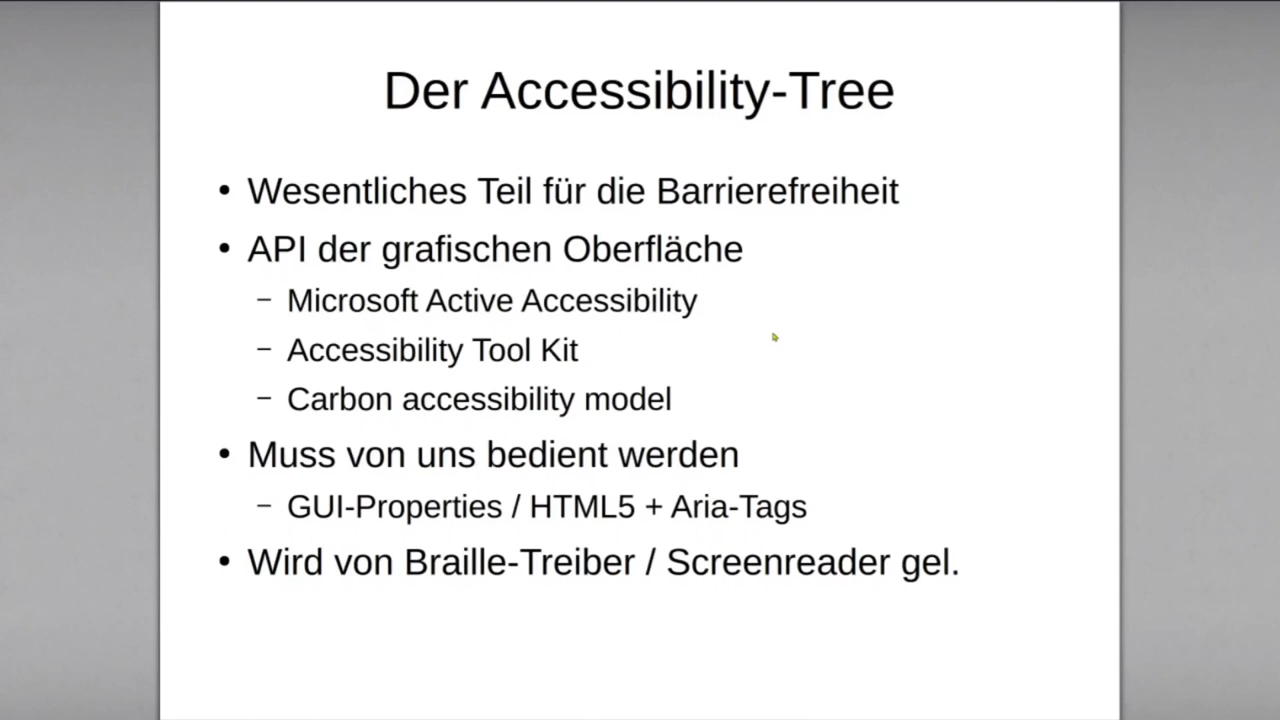 Der Accessibility-Tree
• Wesentliches Teil für die Barrierefreiheit
• API der grafischen Oberfläche
– Microsoft Active Accessibility
– Accessibility Tool Kit
– Carbon accessibility model
• Muss von uns bedient werden
– GUI-Properties / HTML5 + Aria-Tags
• Wird von Braille-Treiber / Screenreader gel.